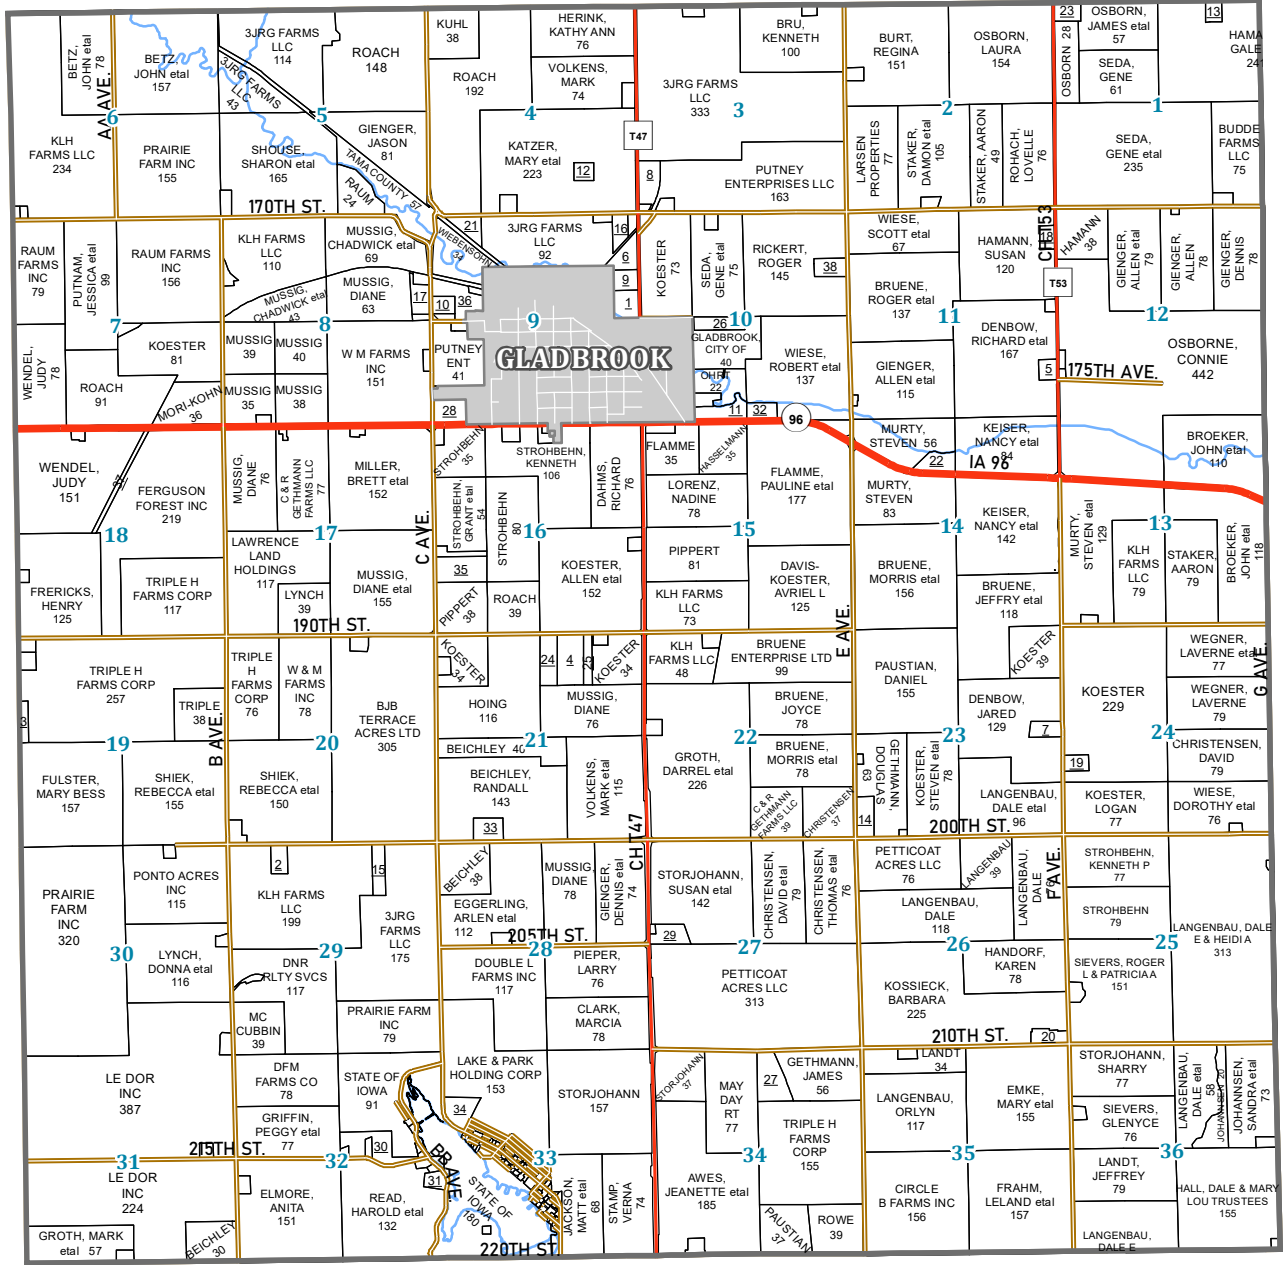 BETZ,
JOHN etal
78
BETZ,
JOHN etal
157
3JRG FARMS
LLC
114
3JRG FARMS
LLC
43
ROACH
148
KUHL
38
ROACH
192
HERINK,
KATHY ANN
76
VOLKENS,
MARK
74
BRU,
KENNETH
100
3JRG FARMS
LLC
333
BURT,
REGINA
151
OSBORN,
LAURA
154
23
OSBORN 28
OSBORN,
JAMES etal
57
SEDA,
GENE
61
13
HAMA
GALE
241
6
5
4
3
2
1
AA AVE.
T47
KLH
FARMS LLC
234
PRAIRIE
FARM INC
155
SHOUSE,
SHARON etal
165
GIENGER,
JASON
81
TAMA COUNTY 57
RAUM
24
KATZER,
MARY etal
223
12
8
PUTNEY
ENTERPRISES LLC
163
LARSEN
PROPERTIES
77
STAKER,
DAMON etal
105
STAKER, AARON
49
ROHACH,
LOVELLE
76
SEDA,
GENE etal
235
BUDDE
FARMS
LLC
75
170TH ST.
RAUM
FARMS
INC
79
PUTNAM,
JESSICA etal
99
RAUM FARMS
INC
156
KLH FARMS
LLC
110
MUSSIG,
CHADWICK etal
69
MUSSIG,
CHADWICK etal
43
MUSSIG,
DIANE
63
17
10
36
21
WIEBENSOHN
34
3JRG FARMS
LLC
92
16
6
9
1
KOESTER
73
SEDA,
GENE etal
75
RICKERT,
ROGER
145
38
WIESE,
SCOTT etal
67
BRUENE,
ROGER etal
137
HAMANN,
SUSAN
120
CH T53
18
HAMANN
38
T53
GIENGER,
ALLEN etal
79
GIENGER,
ALLEN
78
GIENGER,
DENNIS
78
7
8
9
10
11
12
GLADBROOK
WENDEL,
JUDY
78
KOESTER
81
ROACH
91
MORI-KOHN
36
MUSSIG
39
MUSSIG
40
MUSSIG
35
MUSSIG
38
W M FARMS
INC
151
PUTNEY
ENT
41
28
26
GLADBROOK,
CITY OF
40
OHRT
22
11
32
WIESE,
ROBERT etal
137
GIENGER,
ALLEN etal
115
DENBOW,
RICHARD etal
167
5
175TH AVE.
OSBORNE,
CONNIE
442
96
MURTY,
STEVEN 56
22
KEISER,
NANCY etal
84
IA 96
BROEKER,
JOHN etal
110
WENDEL,
JUDY
151
37
FERGUSON
FOREST INC
219
MUSSIG,
DIANE
76
C & R
GETHMANN
FARMS LLC
77
MILLER,
BRETT etal
152
C AVE.
STROHBEHN
35
STROHBEHN,
GRANT etal
54
STROHBEHN
80
STROHBEHN,
KENNETH
106
DAHMS,
RICHARD
76
FLAMME
35
HASSELMANN
35
LORENZ,
NADINE
78
FLAMME,
PAULINE etal
177
MURTY,
STEVEN
83
KEISER,
NANCY etal
142
MURTY,
STEVEN etal
129
KLH
FARMS
LLC
79
STAKER,
AARON
79
BROEKER,
JOHN etal
118
18
17
16
15
14
13
FRERICKS,
HENRY
125
TRIPLE H
FARMS CORP
117
LAWRENCE
LAND
HOLDINGS
117
LYNCH
39
MUSSIG,
DIANE etal
155
35
PIPPERT
38
ROACH
39
KOESTER,
ALLEN etal
152
PIPPERT
81
KLH FARMS
LLC
73
DAVIS-
KOESTER,
AVRIEL L
125
E AVE.
BRUENE,
MORRIS etal
156
BRUENE,
JEFFRY etal
118
190TH ST.
TRIPLE H
FARMS CORP
257
TRIPLE
38
3
B AVE.
TRIPLE
H
FARMS
CORP
76
W & M
FARMS
INC
78
BJB
TERRACE
ACRES LTD
305
KOESTER
34
HOING
116
24
4
25
KOESTER
34
MUSSIG,
DIANE
76
KLH
FARMS LLC
48
BRUENE
ENTERPRISE LTD
99
BRUENE,
JOYCE
78
PAUSTIAN,
DANIEL
155
KOESTER
39
DENBOW,
JARED
129
7
KOESTER
229
WEGNER,
LAVERNE etal
77
WEGNER,
LAVERNE
79
G AVE.
19
20
21
22
23
24
FULSTER,
MARY BESS
157
SHIEK,
REBECCA etal
155
SHIEK,
REBECCA etal
150
BEICHLEY 40
BEICHLEY,
RANDALL
143
33
VOLKENS,
MARK etal
115
CH T47
GROTH,
DARREL etal
226
BRUENE,
MORRIS etal
78
C & R
GETHMANN
FARMS LLC
39
CHRISTENSEN
37
GETHMANN,
DOUGLAS
63
14
KOESTER,
STEVEN etal
78
LANGENBAU,
DALE etal
96
19
KOESTER,
LOGAN
77
CHRISTENSEN,
DAVID
79
WIESE,
DOROTHY etal
76
200TH ST.
PRAIRIE
FARM
INC
320
PONTO ACRES
INC
115
LYNCH,
DONNA etal
116
2
KLH FARMS
LLC
199
15
3JRG
FARMS
LLC
175
BEICHLEY
38
EGGERLING,
ARLEN etal
112
MUSSIG,
DIANE
78
GIENGER,
DENNIS etal
74
STORJOHANN,
SUSAN etal
142
29
CHRISTENSEN,
DAVID etal
79
CHRISTENSEN,
THOMAS etal
76
PETTICOAT
ACRES LLC
76
LANGENBAU
39
LANGENBAU,
DALE
118
LANGENBAU,
DALE
76
F AVE.
STROHBEHN,
KENNETH P
77
STROHBEHN
79
LANGENBAU, DALE
E & HEIDI A
313
205TH ST.
30
29
28
27
26
25
DNR
RLTY SVCS
117
MC
CUBBIN
39
PRAIRIE FARM
INC
79
DOUBLE L
FARMS INC
117
PIEPER,
LARRY
76
CLARK,
MARCIA
78
PETTICOAT
ACRES LLC
313
KOSSIECK,
BARBARA
225
HANDORF,
KAREN
78
SIEVERS, ROGER
L & PATRICIA A
151
20
210TH ST.
LE DOR
INC
387
DFM
FARMS CO
78
GRIFFIN,
PEGGY etal
77
STATE OF
IOWA
91
30
LAKE & PARK
HOLDING CORP
153
34
STORJOHANN
157
STORJOHANN
37
MAY
DAY
RT
77
27
GETHMANN,
JAMES
56
TRIPLE H
FARMS
CORP
155
LANDT
34
LANGENBAU,
ORLYN
117
EMKE,
MARY etal
155
STORJOHANN,
SHARRY
77
SIEVERS,
GLENYCE
76
LANGENBAU,
DALE etal
58
JOHANNSEN 20
JOHANNSEN,
SANDRA etal
73
215TH ST.
31
32
33
34
35
36
LE DOR
INC
224
GROTH, MARK
etal 57
BEICHLEY
30
ELMORE,
ANITA
151
READ,
HAROLD etal
132
31
BB AVE.
STATE OF
IOWA
180
JACKSON,
MATT etal
68
STAMP,
VERNA
74
AWES,
JEANETTE etal
185
PAUSTIAN
37
ROWE
39
CIRCLE
B FARMS INC
156
FRAHM,
LELAND etal
157
LANDT,
JEFFREY
79
LANGENBAU,
DALE E
HALL, DALE & MARY
LOU TRUSTEES
155
220TH ST.